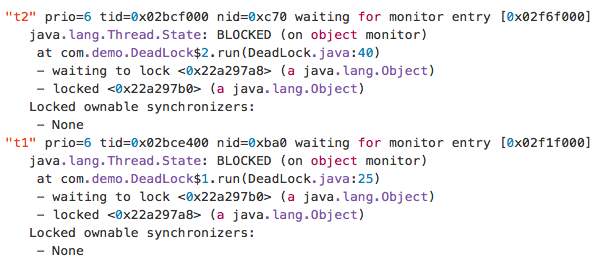 "t2" prio=6 tid=0x02bcf000 nid=0xc70 waiting for monitor entry [0x02f6f000]
java.lang.Thread.State: BLOCKED (on object monitor)
at com.demo.DeadLock$2.run(DeadLock.java:40)
– waiting to lock <0x22a297a8> (a java.lang.Object)
– locked <0x22a297b0> (a java.lang.Object)
Locked ownable synchronizers:
– None
"t1" prio=6 tid=0x02bce400 nid=0xba0 waiting for monitor entry [0x02f1f000]
java.lang.Thread.State: BLOCKED (on object monitor)
at com.demo.DeadLock$1.run(DeadLock.java:25)
– waiting to lock <0x22a297b0> (a java.lang.Object)
– locked <0x22a297a8> (a java.lang.Object)
Locked ownable synchronizers:
– None